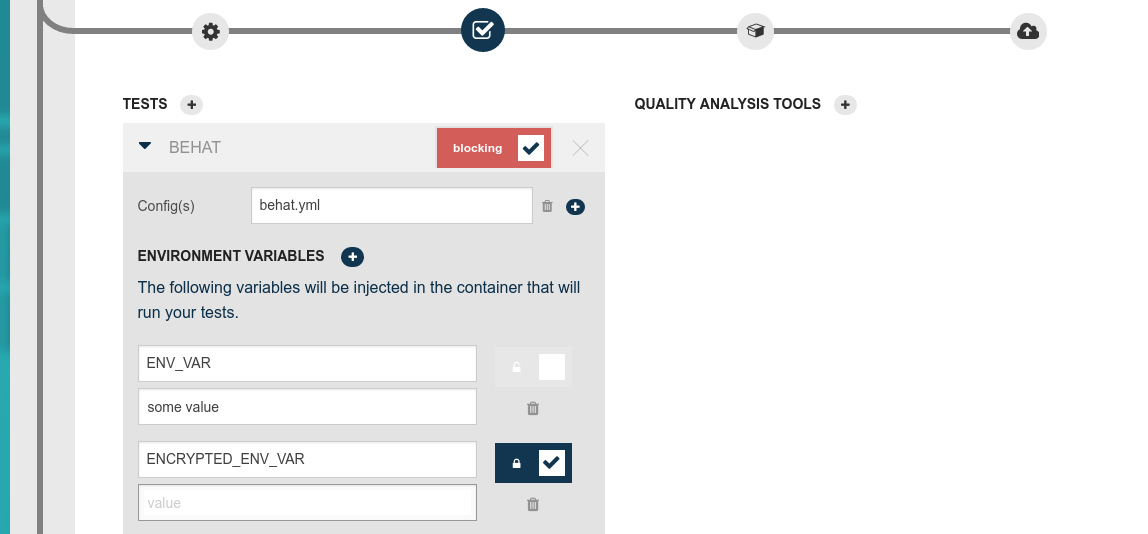 TESTS
QUALITY ANALYSIS TOOLS
BEHAT
blocking
Config(s)
behat.yml
ENVIRONMENT VARIABLES
The following variables will be injected in the container that will
run your tests.
ENV_VAR
some value
ENCRYPTED_ENV_VAR
value